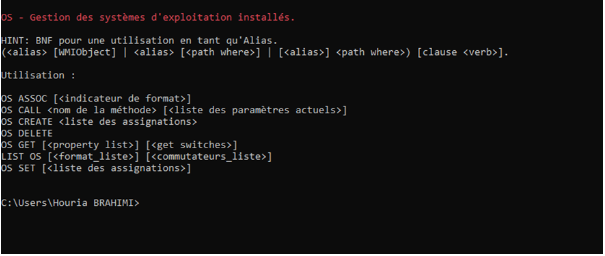 OS - Gestion des systèmes d'exploitation installés.
HINT: BNF pour une utilisation en tant qu'Alias.
(<alias> [WMIObject] | <alias> [<path where>] | [<alias>] <path where>) [clause <verb>].
Utilisation :
OS ASSOC [<indicateur de format>]
OS CALL <nom de la méthode> [<liste des paramètres actuels>]
OS CREATE <liste des assignations>
OS DELETE
OS GET [<property list>] [<get switches>]
LIST OS [<format_liste>] [<commutateurs_liste>]
OS SET [<liste des assignations>]
C:\Users\Houria BRAHIMI>